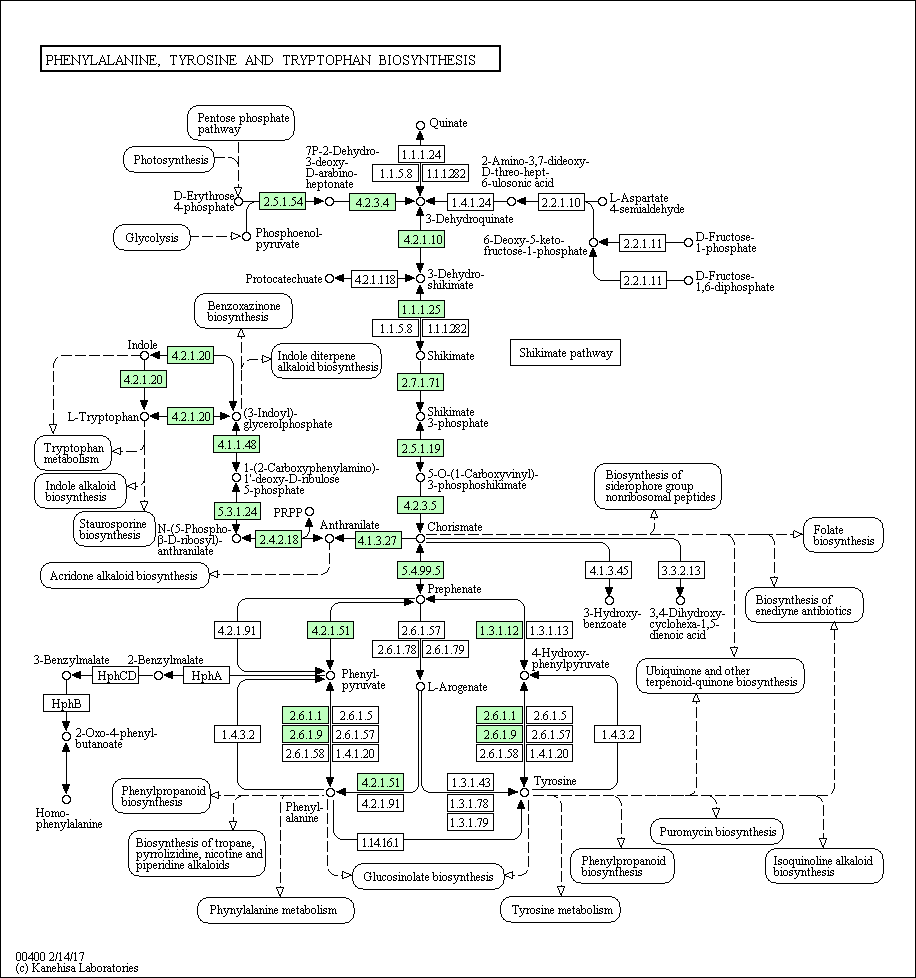 PHENYLALANINE, TYROSINE AND TRYPTOPHAN BIOSYNTHESIS
Pentose phosphate
pathway
Photosynthesis
Glycolysis
D-Erythrose
4-phosphate
Phosphoenol-
pyruvate
2.5.1.54
7P-2-Dehydro-
3-deoxy-
D-arabino-
heptonate
4.2.3.4
Quinate
1.1.1.24
1.1.5.8
1.1.1.282
3-Dehydroquinate
1.4.1.24
2-Amino-3,7-dideoxy-
D-threo-hept-
6-ulosonic acid
2.2.1.10
L-Aspartate
4-semialdehyde
6-Deoxy-5-keto-
fructose-1-phosphate
2.2.1.11
D-Fructose-
1-phosphate
2.2.1.11
D-Fructose-
1,6-diphosphate
4.2.1.10
Protocatechuate
4.2.1.118
3-Dehydro-
shikimate
1.1.1.25
1.1.5.8
1.1.1.282
Shikimate
Shikimate pathway
2.7.1.71
Shikimate
3-phosphate
2.5.1.19
5-O-(1-Carboxyvinyl)-
3-phosphoshikimate
4.2.3.5
Chorismate
Benzoxazinone
biosynthesis
Indole diterpene
alkaloid biosynthesis
Indole
4.2.1.20
4.2.1.20
L-Tryptophan
4.2.1.20
(3-Indoyl)-
glycerolphosphate
Tryptophan
metabolism
Indole alkaloid
biosynthesis
Staurosporine
biosynthesis
4.1.1.48
1-(2-Carboxyphenylamino)-
1'-deoxy-D-ribulose
5-phosphate
5.3.1.24
N-(5-Phospho-
β-D-ribosyl)-
anthranilate
PRPP
2.4.2.18
Anthranilate
4.1.3.27
Acridone alkaloid biosynthesis
Biosynthesis of
siderophore group
nonribosomal peptides
Folate
biosynthesis
Biosynthesis of
enediyne antibiotics
4.1.3.45
3.3.2.13
3-Hydroxy-
benzoate
3,4-Dihydroxy-
cyclohexa-1,5-
dienoic acid
Ubiquinone and other
terpenoid-quinone biosynthesis
5.4.99.5
Prephenate
4.2.1.91
4.2.1.51
2.6.1.57
2.6.1.78
2.6.1.79
1.3.1.12
1.3.1.13
3-Benzylmalate
2-Benzylmalate
HphCD
HphA
HphB
2-Oxo-4-phenyl-
butanoate
Homo-
phenylalanine
Phenyl-
pyruvate
L-Arogenate
4-Hydroxy-
phenylpyruvate
1.4.3.2
2.6.1.1
2.6.1.5
2.6.1.9
2.6.1.57
2.6.1.58
1.4.1.20
2.6.1.1
2.6.1.5
2.6.1.9
2.6.1.57
2.6.1.58
1.4.1.20
1.4.3.2
Phenyl-
alanine
4.2.1.51
4.2.1.91
1.3.1.43
1.3.1.78
1.3.1.79
Tyrosine
1.14.16.1
Phenylpropanoid
biosynthesis
Biosynthesis of tropane,
pyrrolizidine, nicotine and
piperidine alkaloids
Phynylalanine metabolism
Glucosinolate biosynthesis
Tyrosine metabolism
Phenylpropanoid
biosynthesis
Puromycin biosynthesis
Isoquinoline alkaloid
biosynthesis
00400 2/14/17
(c) Kanehisa Laboratories